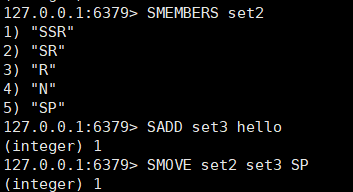 127.0.0.1:6379> SMEMBERS set2
1) "SSR"
2) "SR"
3) "R"
4) "N"
5) "SP"
127.0.0.1:6379> SADD set3 hello
(integer) 1
127.0.0.1:6379> SMOVE set2 set3 SP
(integer) 1